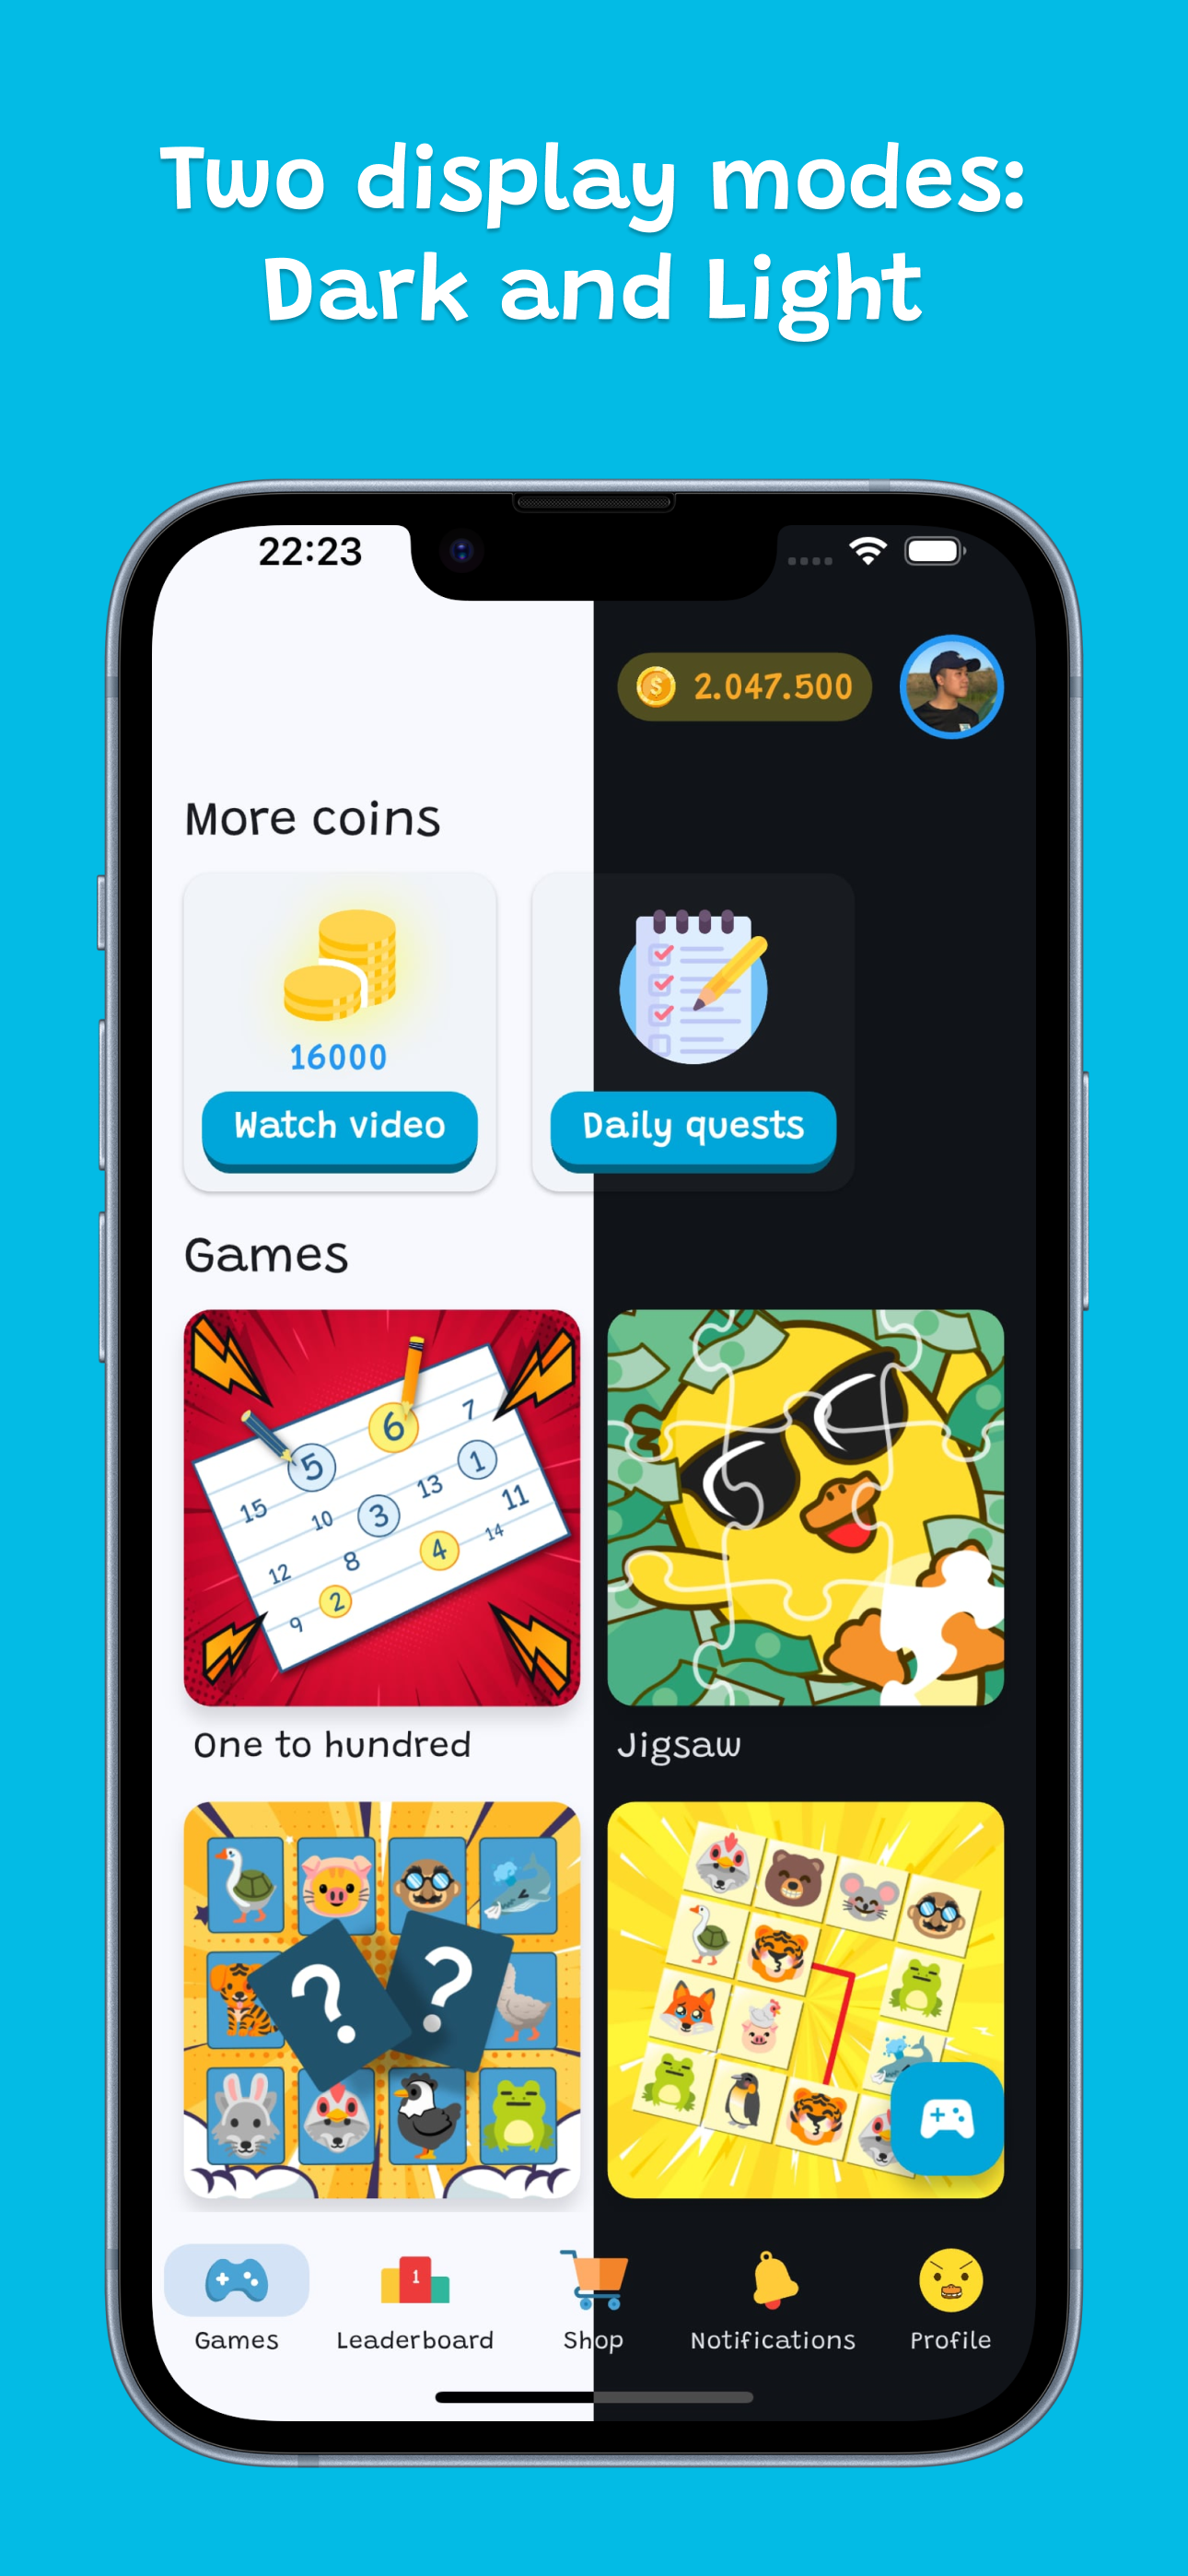 Two display modes:
Dark and Light
22:23
2.047.500
More coins
16000
Watch video
Daily quests
Games
6
7
5
1
15
10
3
13
11
12
8
4
14
9
2
One to hundred
Jigsaw
? ?
1
Games
Leaderboard
Shop
Notifications
Profile